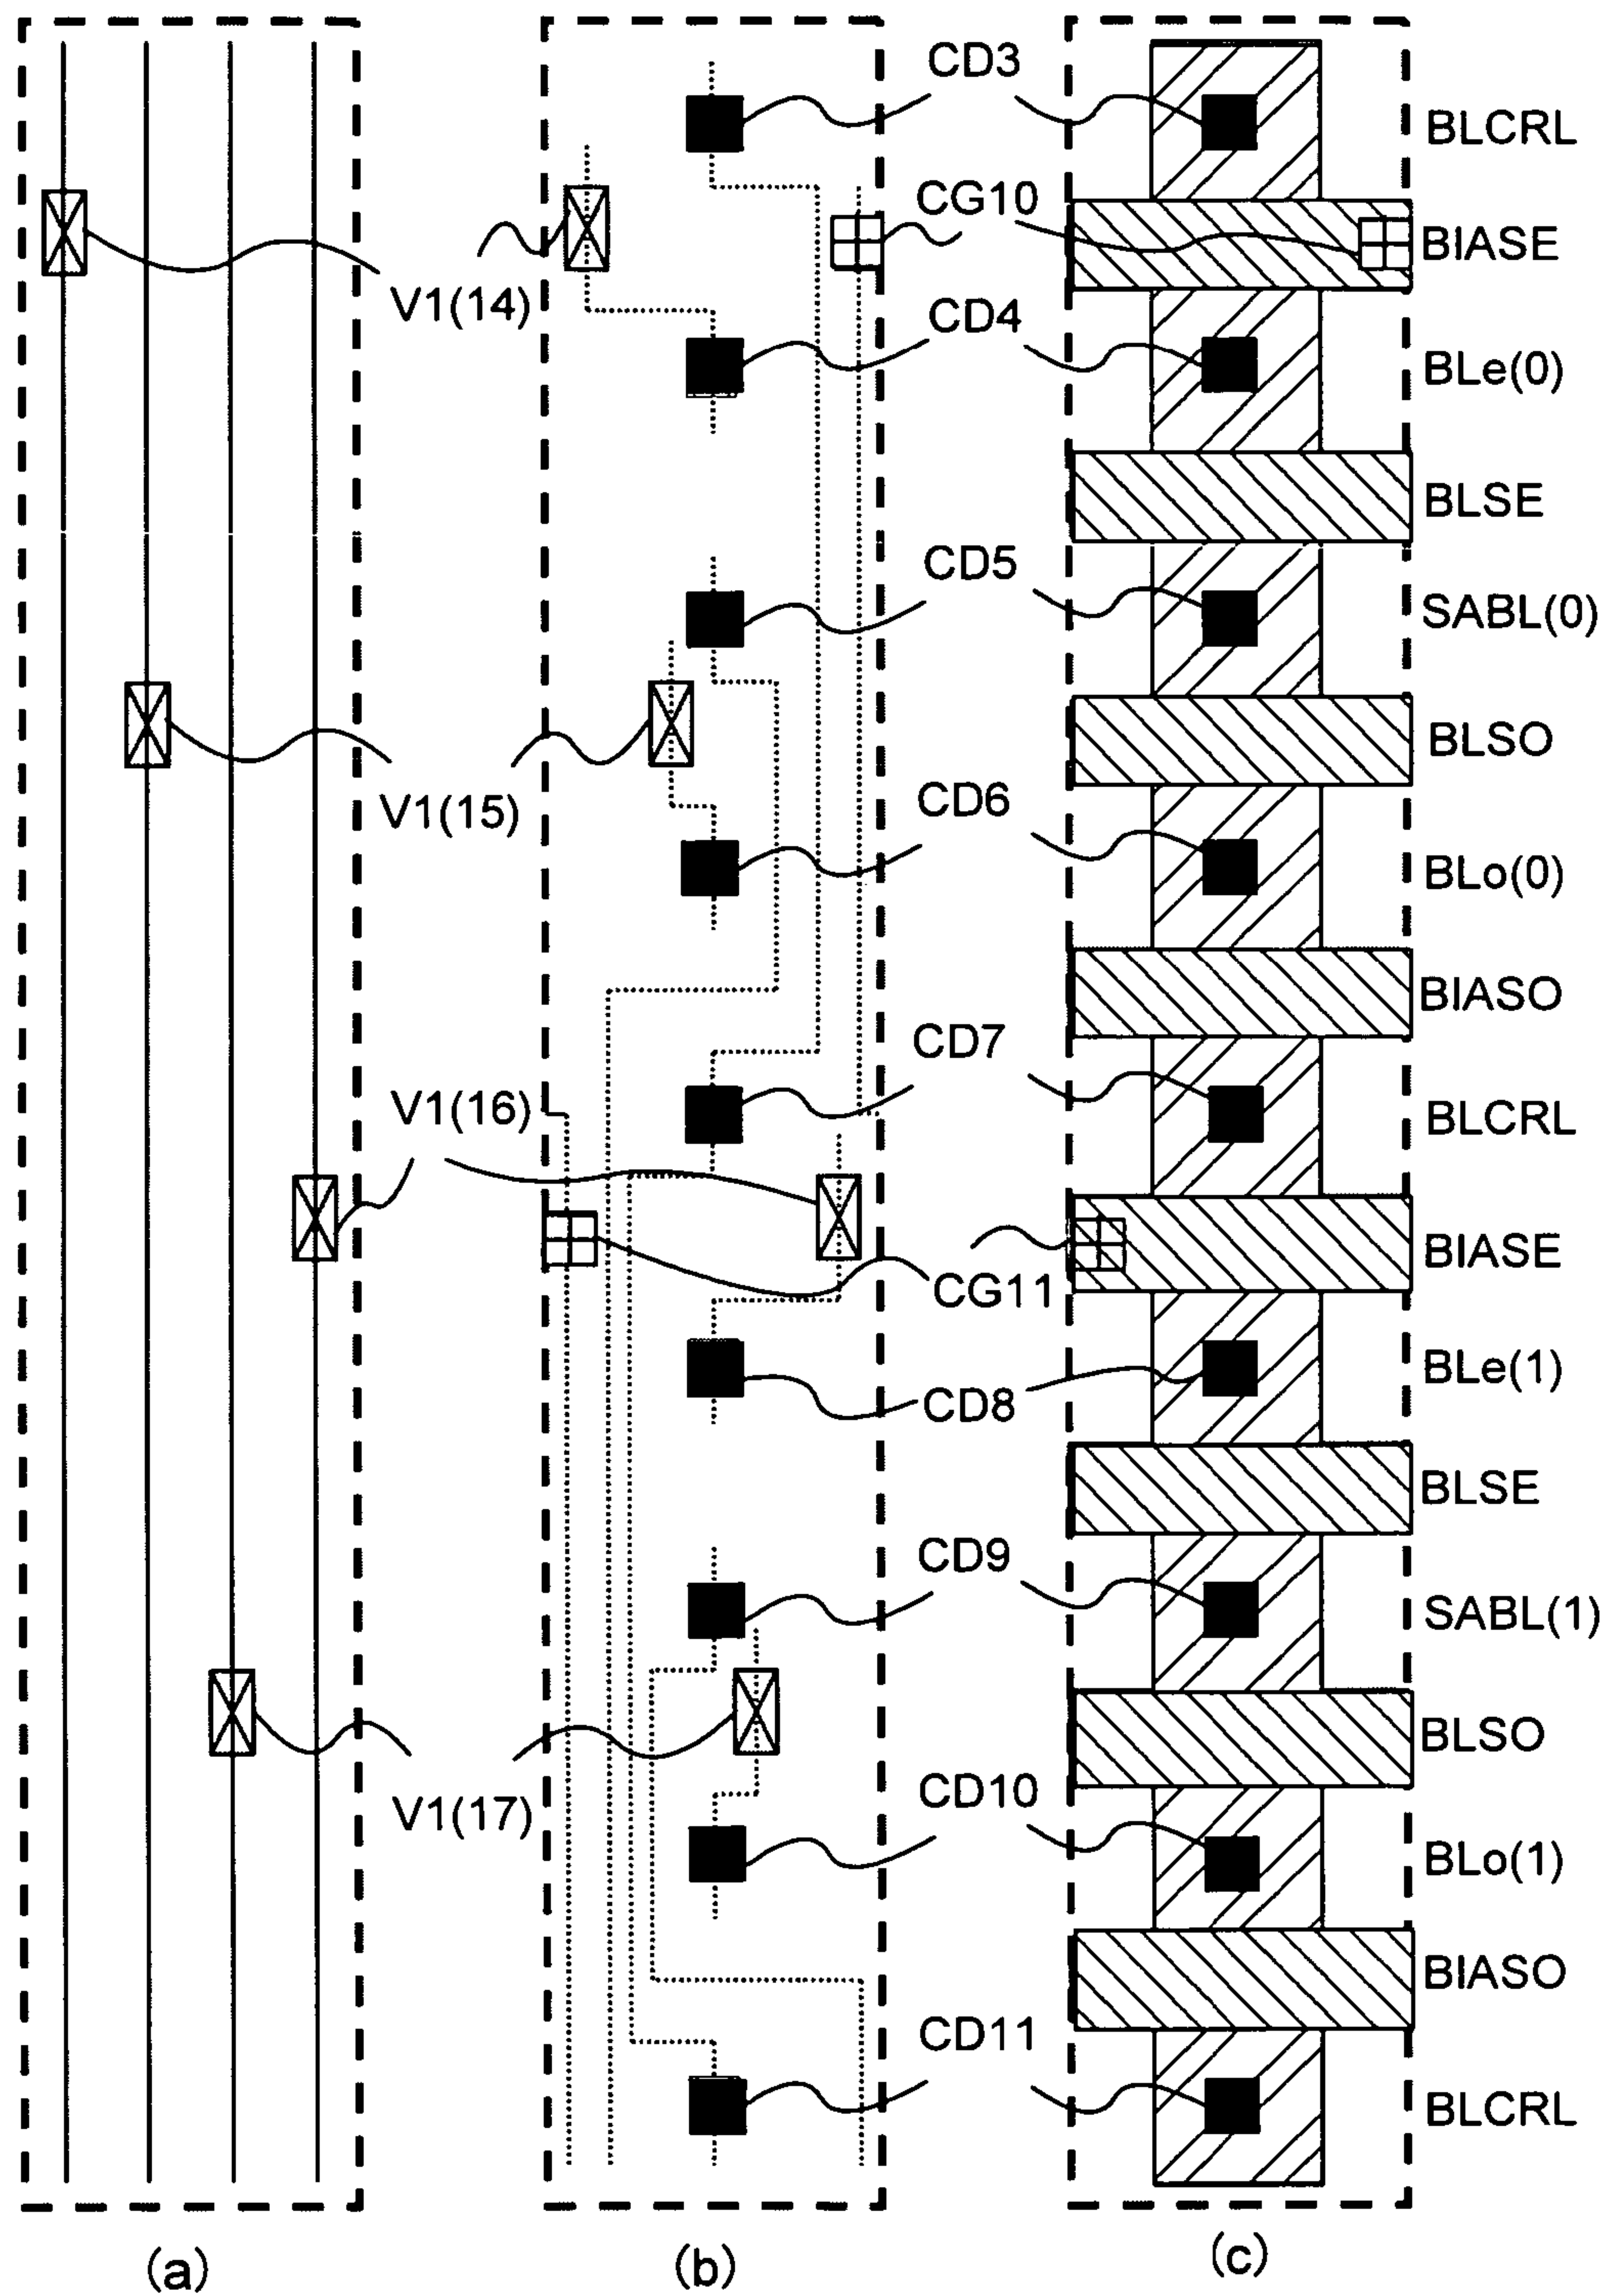 CD3
BLCRL
CG10
BIASE
V1(14)
CD4
BLe(0)
BLSE
CD5
SABL(0)
BLSO
V1(15)
CD6
BLo(0)
BIASO
CD7
V1(16)
BLCRL
BIASE
CG11
BLe(1)
CD8
BLSE
CD9
SABL(1)
BLSO
V1(17)
CD10
BLo(1)
BIASO
CD11
BLCRL
(a)
(b)
(c)